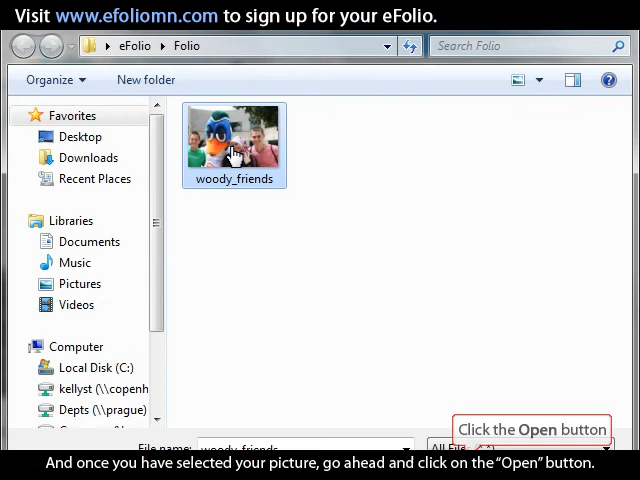 Visit www.efoliomn.com to sign up for your eFolio.
eFolio Folio
Search Folio
Organize New folder
Favorites
Desktop
Downloads
Recent Places
woody_friends
Libraries
Documents
Music
Pictures
Videos
Computer
Local Disk (C:)
kellyst (\\copenh
Depts (\\prague)
Click the Open button
File name: woody_friends
And once you have selected your picture, go ahead and click on the “Open” button.